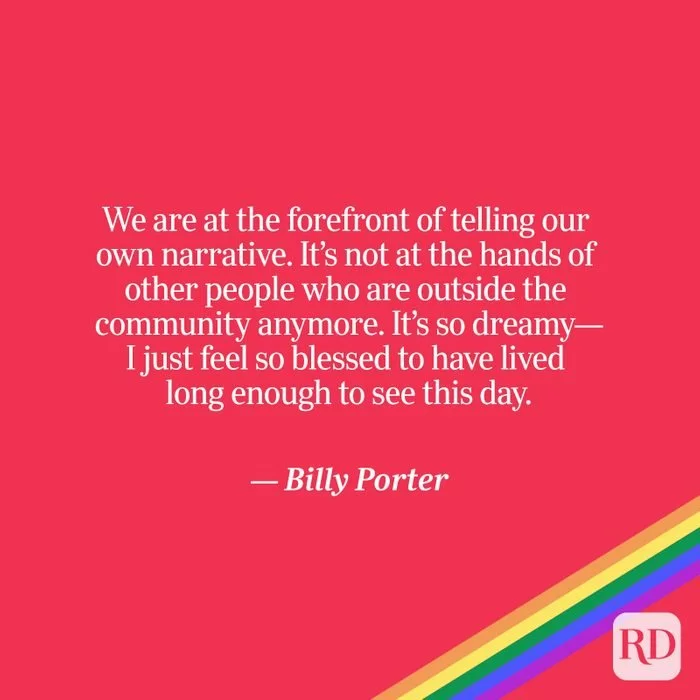 We are at the forefront of telling our
own narrative. It’s not at the hands of
other people who are outside the
community anymore. It’s so dreamy—
I just feel so blessed to have lived
long enough to see this day.
— Billy Porter
RD